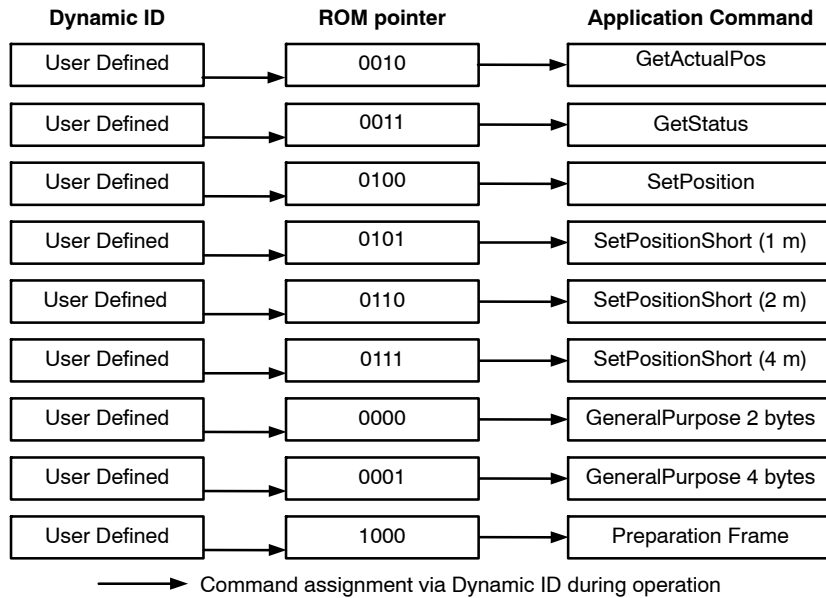 Dynamic ID ROM pointer Application Command
User Defined 0010 GetActualPos
User Defined 0011 GetStatus
User Defined 0100 SetPosition
User Defined 0101 SetPositionShort (1 m)
User Defined 0110 SetPositionShort (2 m)
User Defined 0111 SetPositionShort (4 m)
User Defined 0000 GeneralPurpose 2 bytes
User Defined 0001 GeneralPurpose 4 bytes
User Defined 1000 Preparation Frame
Command assignment via Dynamic ID during operation